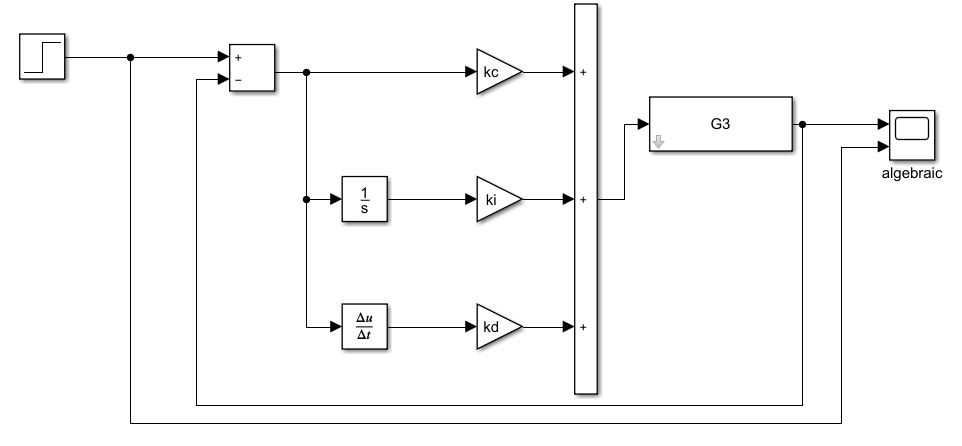 +
−
kc
+
G3
algebraic
1
s
ki
+
Δu
Δt
kd
+